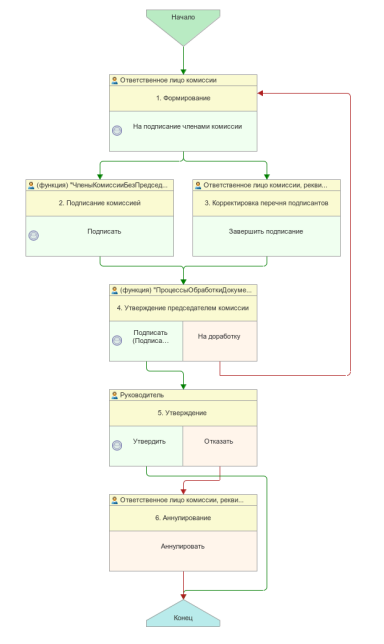 Начало
Ответственное лицо комиссии
1. Формирование
На подписание членами комиссии
(функция) "ЧленыКомиссииБезПредсед...
2. Подписание комиссией
Подписать
Ответственное лицо комиссии, рекви...
3. Корректировка перечня подписантов
Завершить подписание
(функция) "ПроцессыОбработкиДокуме...
4. Утверждение председателем комиссии
Подписать
(Подписа...
На доработку
Руководитель
5. Утверждение
Утвердить
Отказать
Ответственное лицо комиссии, рекви...
6. Аннулирование
Аннулировать
Конец